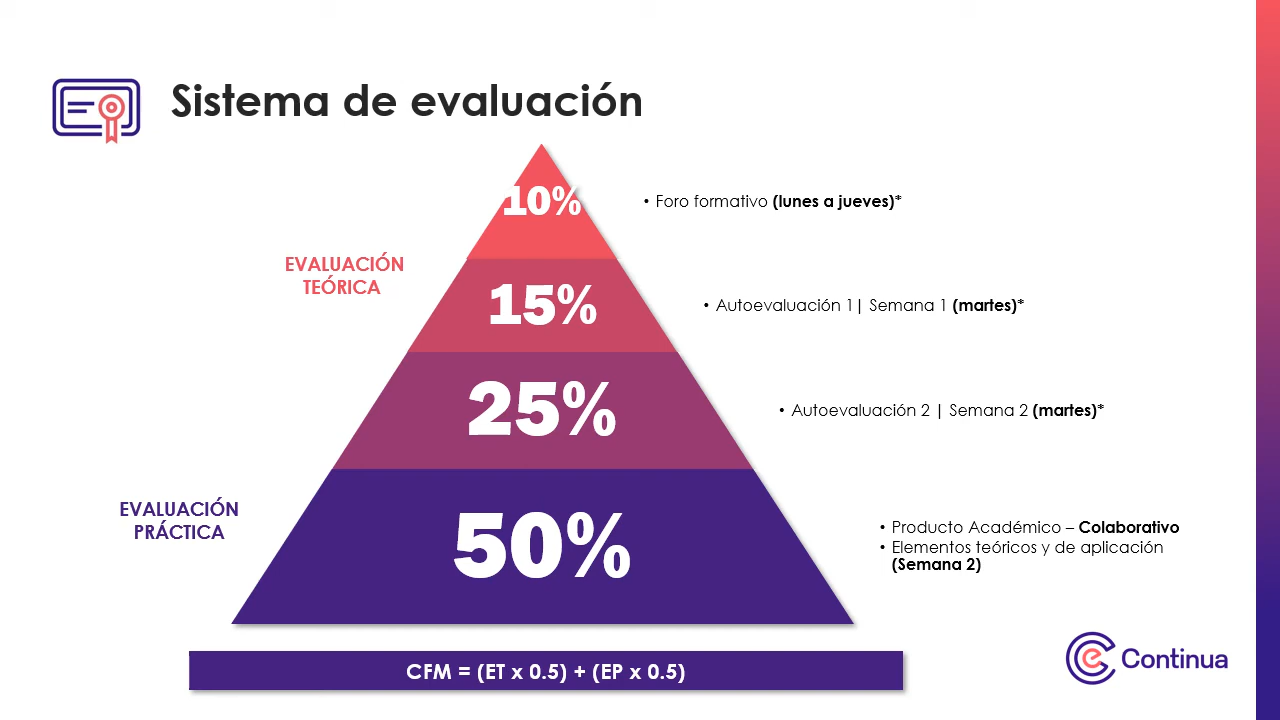 Sistema de evaluación
10%
• Foro formativo (lunes a jueves)*
EVALUACIÓN
TEÓRICA
15%
• Autoevaluación 1| Semana 1 (martes)*
25%
• Autoevaluación 2 | Semana 2 (martes)*
EVALUACIÓN
PRÁCTICA
50%
• Producto Académico – Colaborativo
• Elementos teóricos y de aplicación
(Semana 2)
CFM = (ET x 0.5) + (EP x 0.5)
Continua